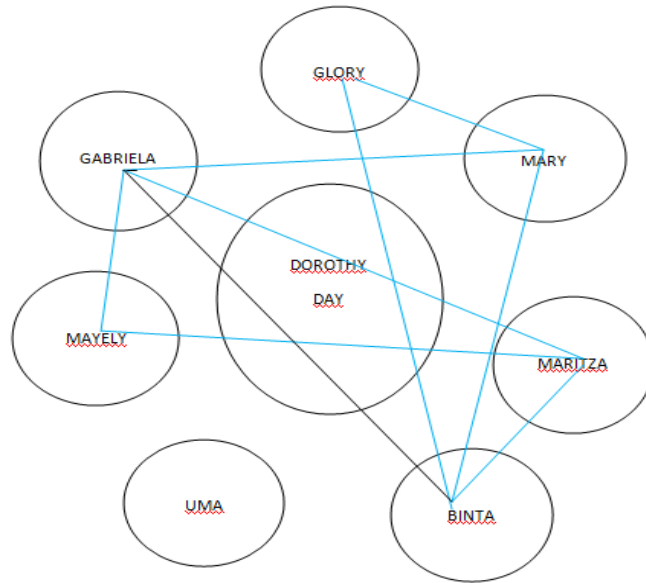 GLORY
GABRIELA
MARY
DOROTHY
DAY
MAYELY
MARITZA
UMA
BINTA